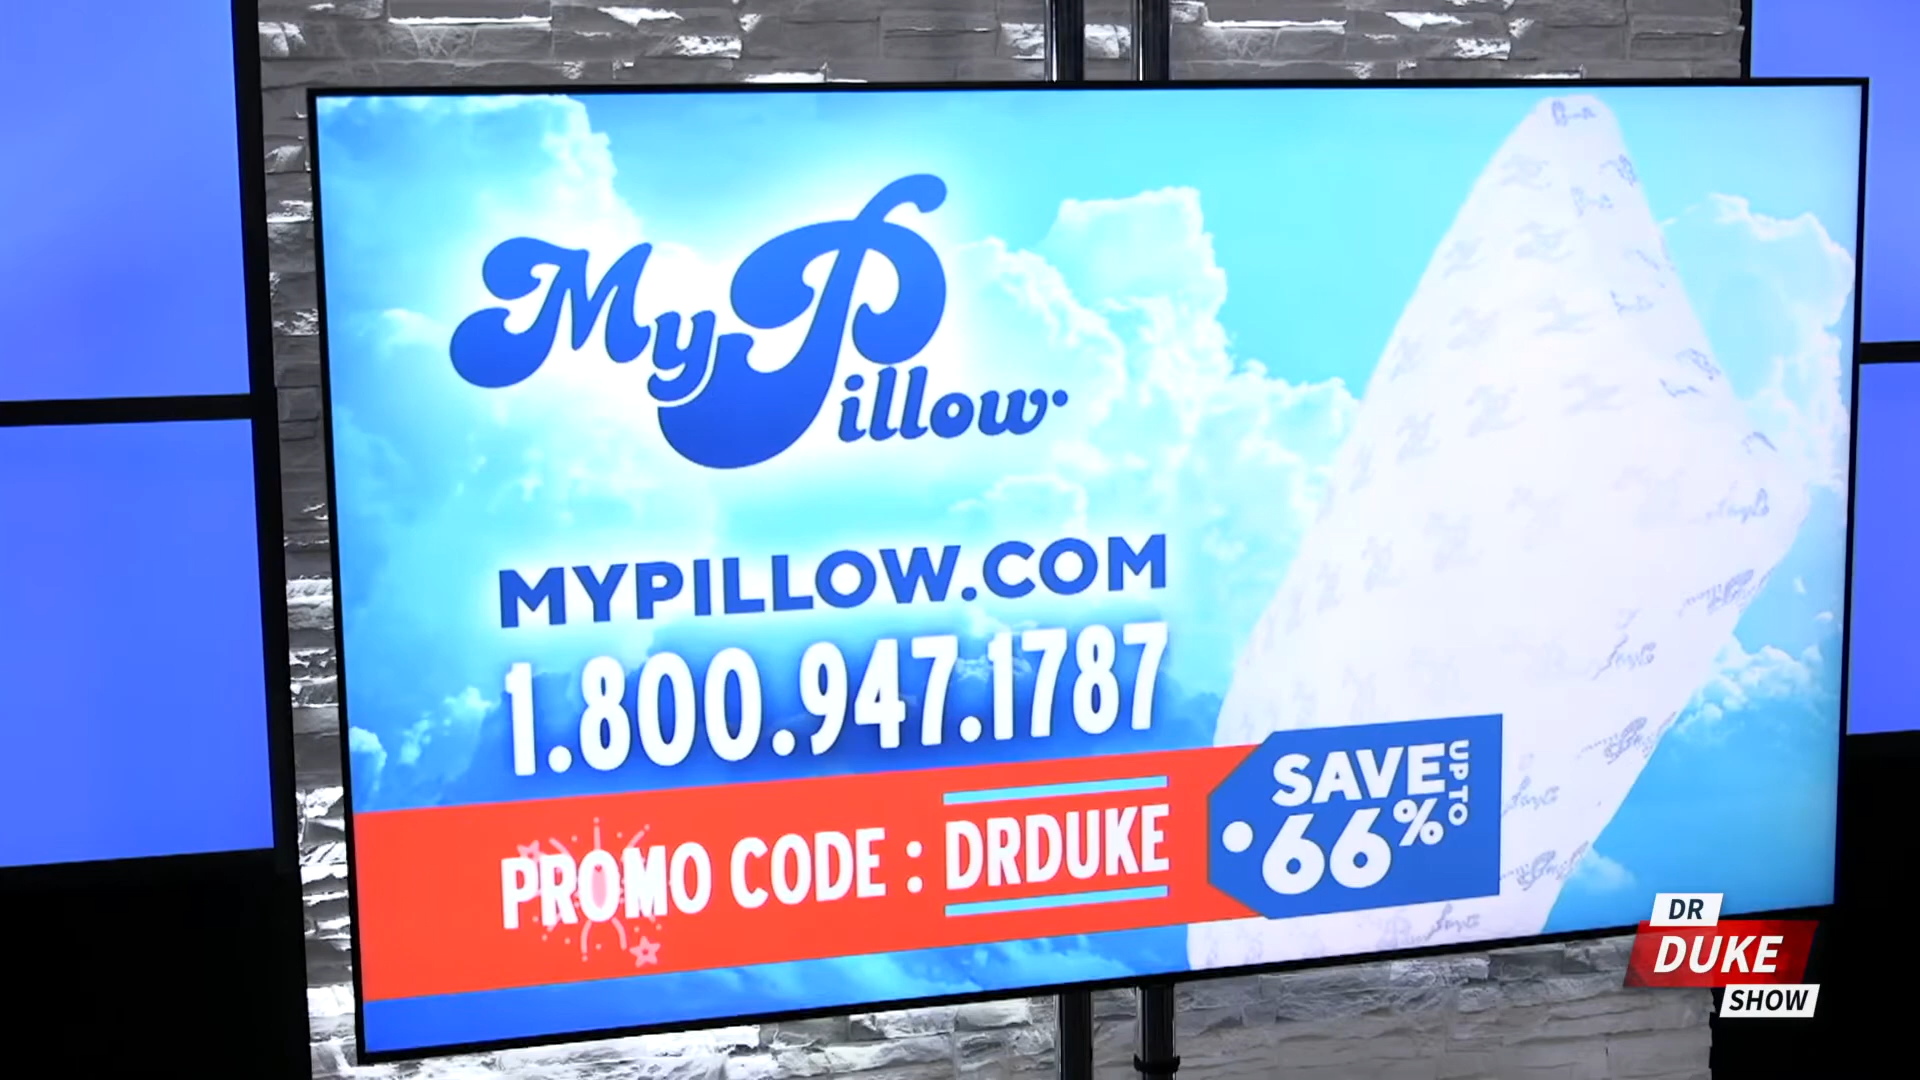 MyPillow
MYPILLOW.COM
1.800.947.1787
PROMO CODE : DRDUKE
SAVE UP TO
66%
DR
DUKE
SHOW